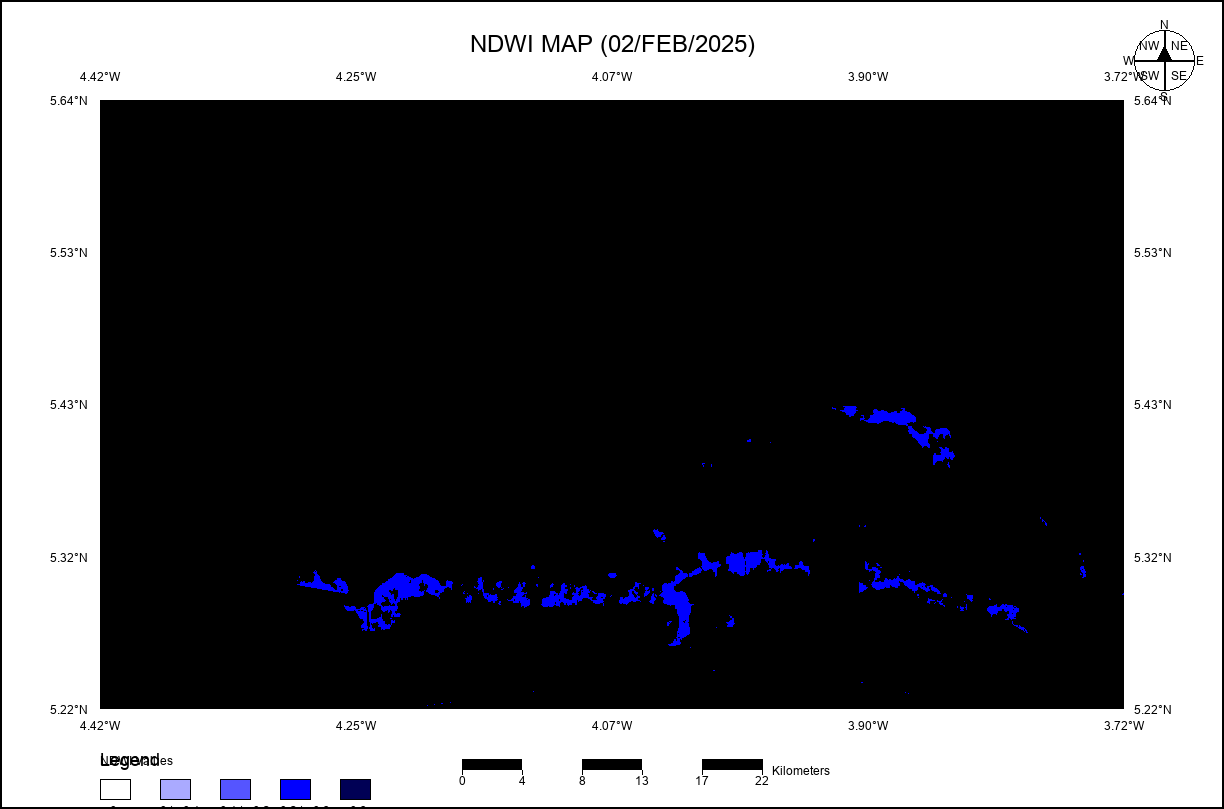 NDWI MAP (02/FEB/2025)
N
NW NE
W E
SW SE
S
4.42°W 4.25°W 4.07°W 3.90°W 3.72°W
5.64°N 5.64°N
5.53°N 5.53°N
5.43°N 5.43°N
5.32°N 5.32°N
5.22°N 5.22°N
4.42°W 4.25°W 4.07°W 3.90°W 3.72°W
Legend
NDWI Values
0 4 8 13 17 22 Kilometers